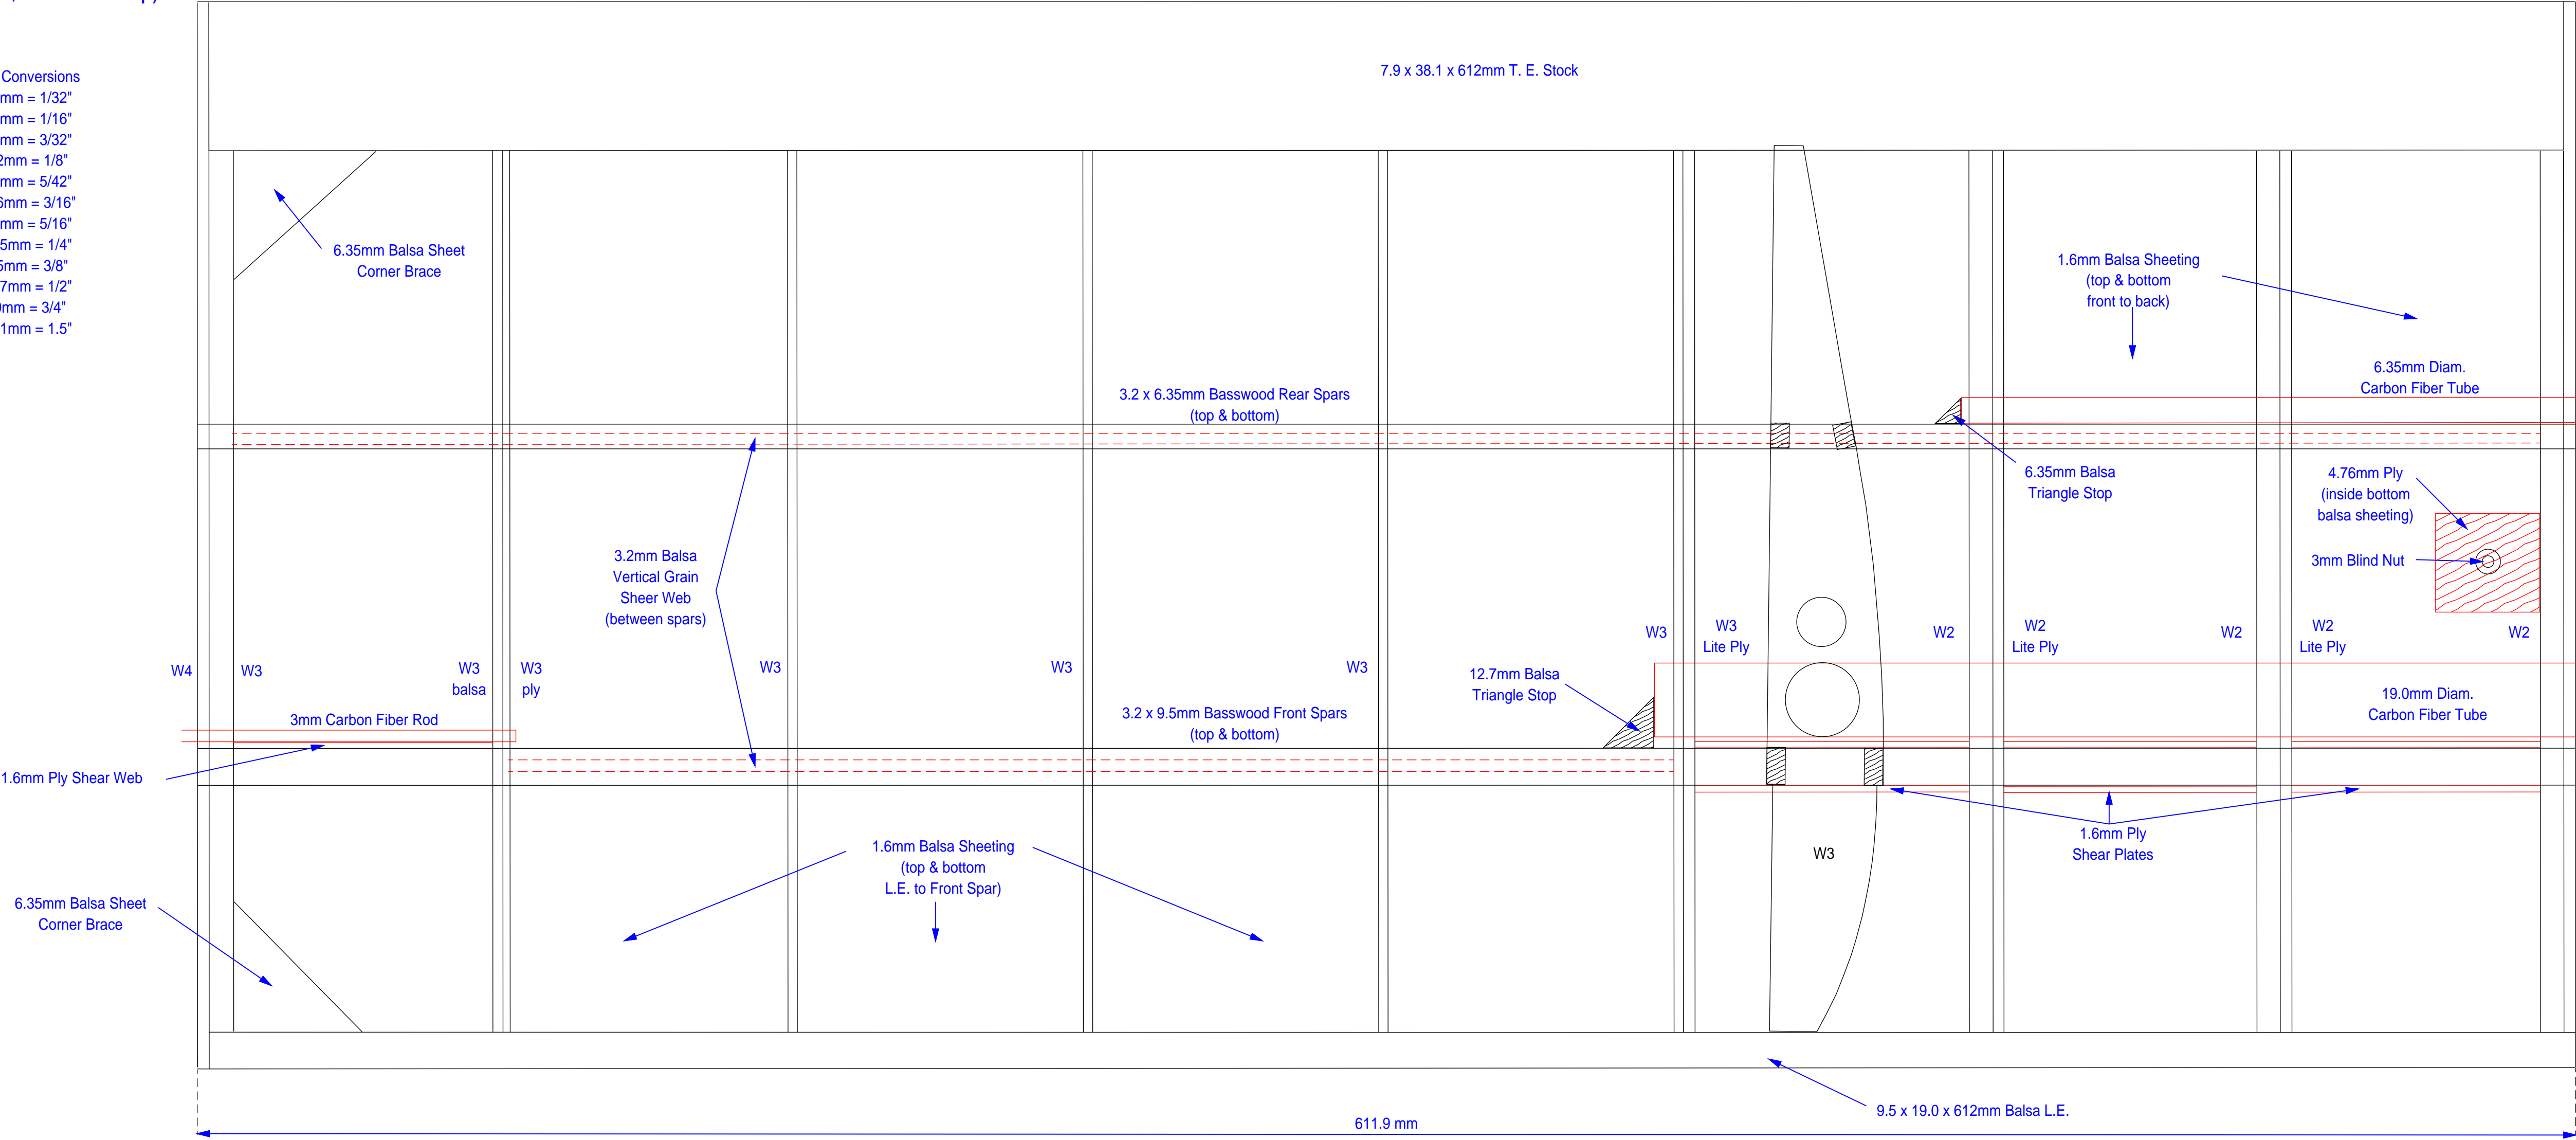 Conversions
mm = 1/32"
mm = 1/16"
mm = 3/32"
2mm = 1/8"
mm = 5/42"
6mm = 3/16"
mm = 5/16"
5mm = 1/4"
5mm = 3/8"
7mm = 1/2"
0mm = 3/4"
1mm = 1.5"
7.9 x 38.1 x 612mm T. E. Stock
6.35mm Balsa Sheet
Corner Brace
1.6mm Balsa Sheeting
(top & bottom
front to back)
3.2 x 6.35mm Basswood Rear Spars
(top & bottom)
6.35mm Diam.
Carbon Fiber Tube
6.35mm Balsa
Triangle Stop
4.76mm Ply
(inside bottom
balsa sheeting)
3mm Blind Nut
3.2mm Balsa
Vertical Grain
Sheer Web
(between spars)
W4
W3
W3
balsa
W3
ply
W3
W3
W3
W3
W3
Lite Ply
W2
W2
Lite Ply
W2
W2
Lite Ply
W2
12.7mm Balsa
Triangle Stop
19.0mm Diam.
Carbon Fiber Tube
3mm Carbon Fiber Rod
3.2 x 9.5mm Basswood Front Spars
(top & bottom)
1.6mm Ply Shear Web
1.6mm Balsa Sheeting
(top & bottom
L.E. to Front Spar)
W3
1.6mm Ply
Shear Plates
6.35mm Balsa Sheet
Corner Brace
9.5 x 19.0 x 612mm Balsa L.E.
611.9 mm